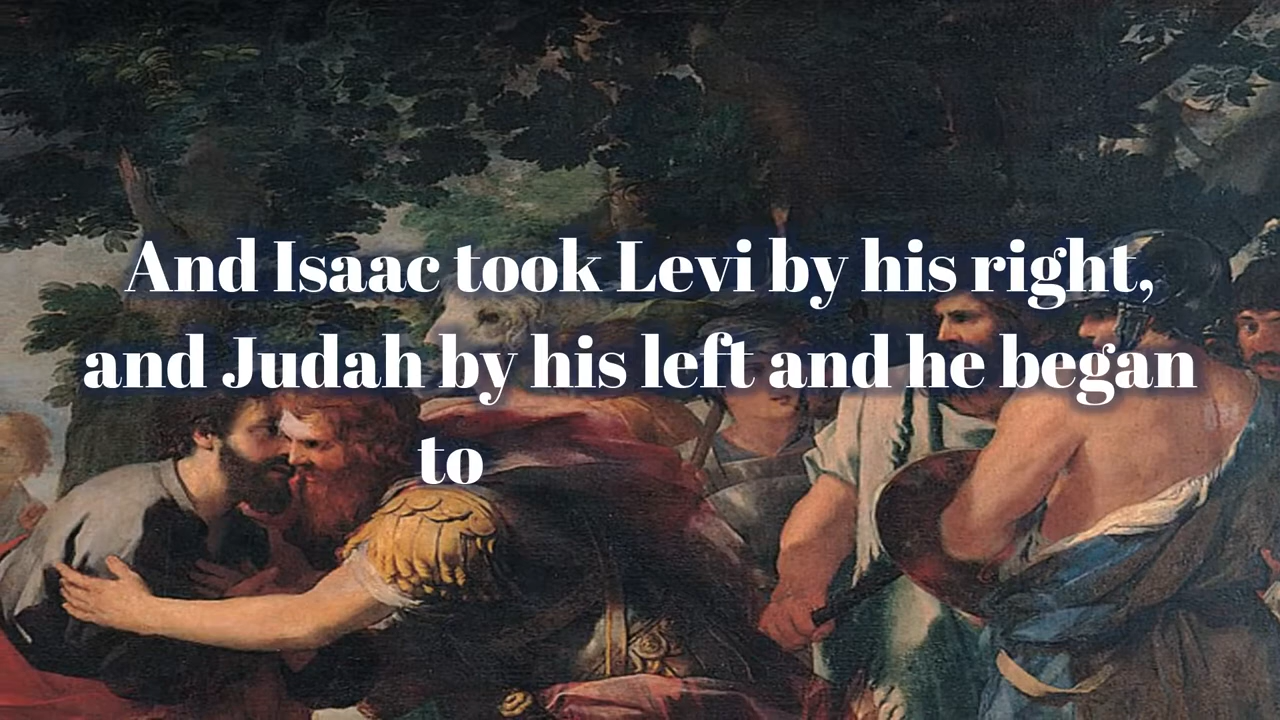 And Isaac took Levi by his right,
and Judah by his left and he began
to